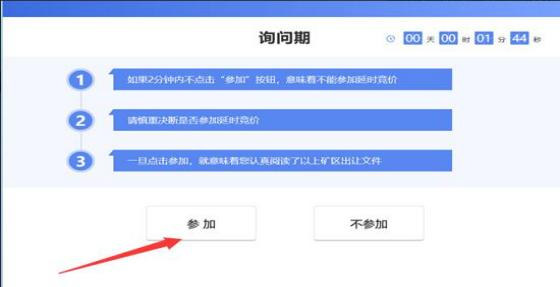 询问期
00 天 00 时 01 分 44 秒
1 如果2分钟内不点击“参加”按钮，意味着不能参加延时竞价
2 请慎重决断是否参加延时竞价
3 一旦点击参加，就意味着您认真阅读了以上矿区出让文件
参 加
不参加